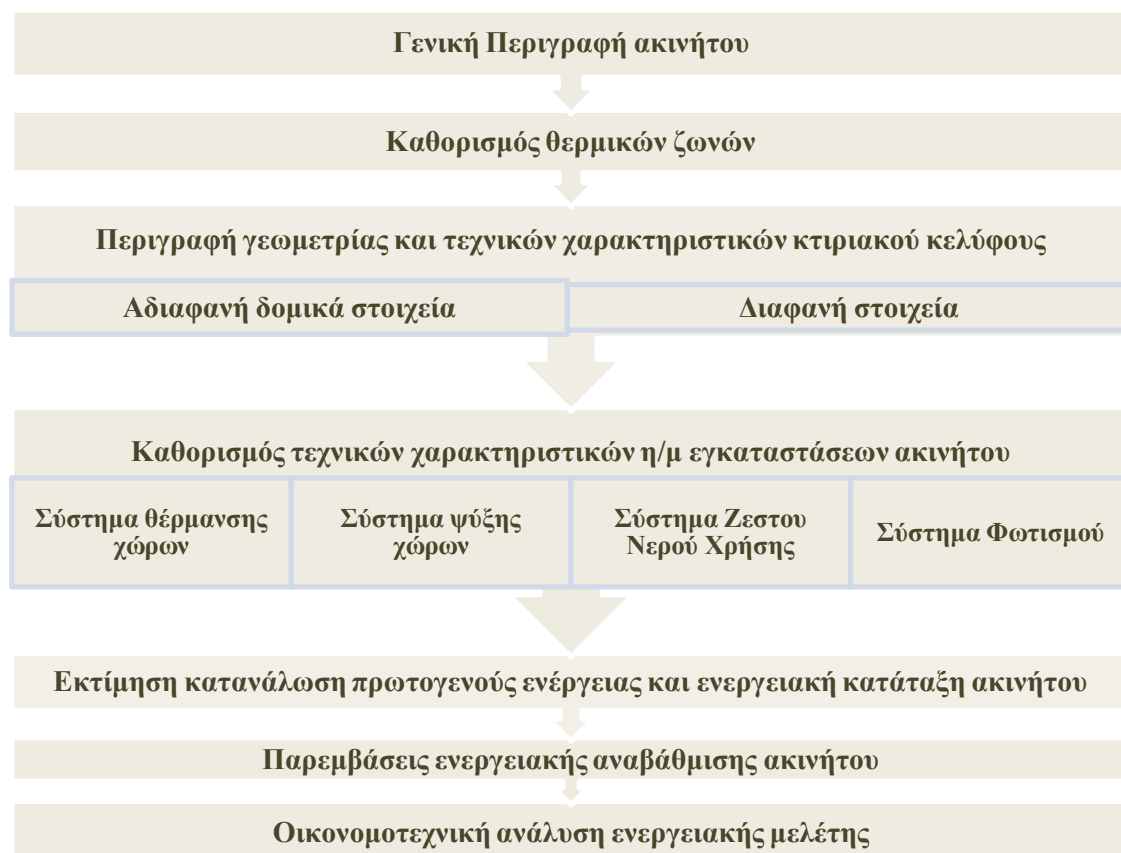 Γενική Περιγραφή ακινήτου
Καθορισμός θερμικών ζωνών
Περιγραφή γεωμετρίας και τεχνικών χαρακτηριστικών κτιριακού κελύφους
Αδιαφανή δομικά στοιχεία
Διαφανή στοιχεία
Καθορισμός τεχνικών χαρακτηριστικών η/μ εγκαταστάσεων ακινήτου
Σύστημα θέρμανσης
χώρων
Σύστημα ψύξης
χώρων
Σύστημα Ζεστου
Νερού Χρήσης
Σύστημα Φωτισμού
Εκτίμηση κατανάλωση πρωτογενούς ενέργειας και ενεργειακή κατάταξη ακινήτου
Παρεμβάσεις ενεργειακής αναβάθμισης ακινήτου
Οικονομοτεχνική ανάλυση ενεργειακής μελέτης